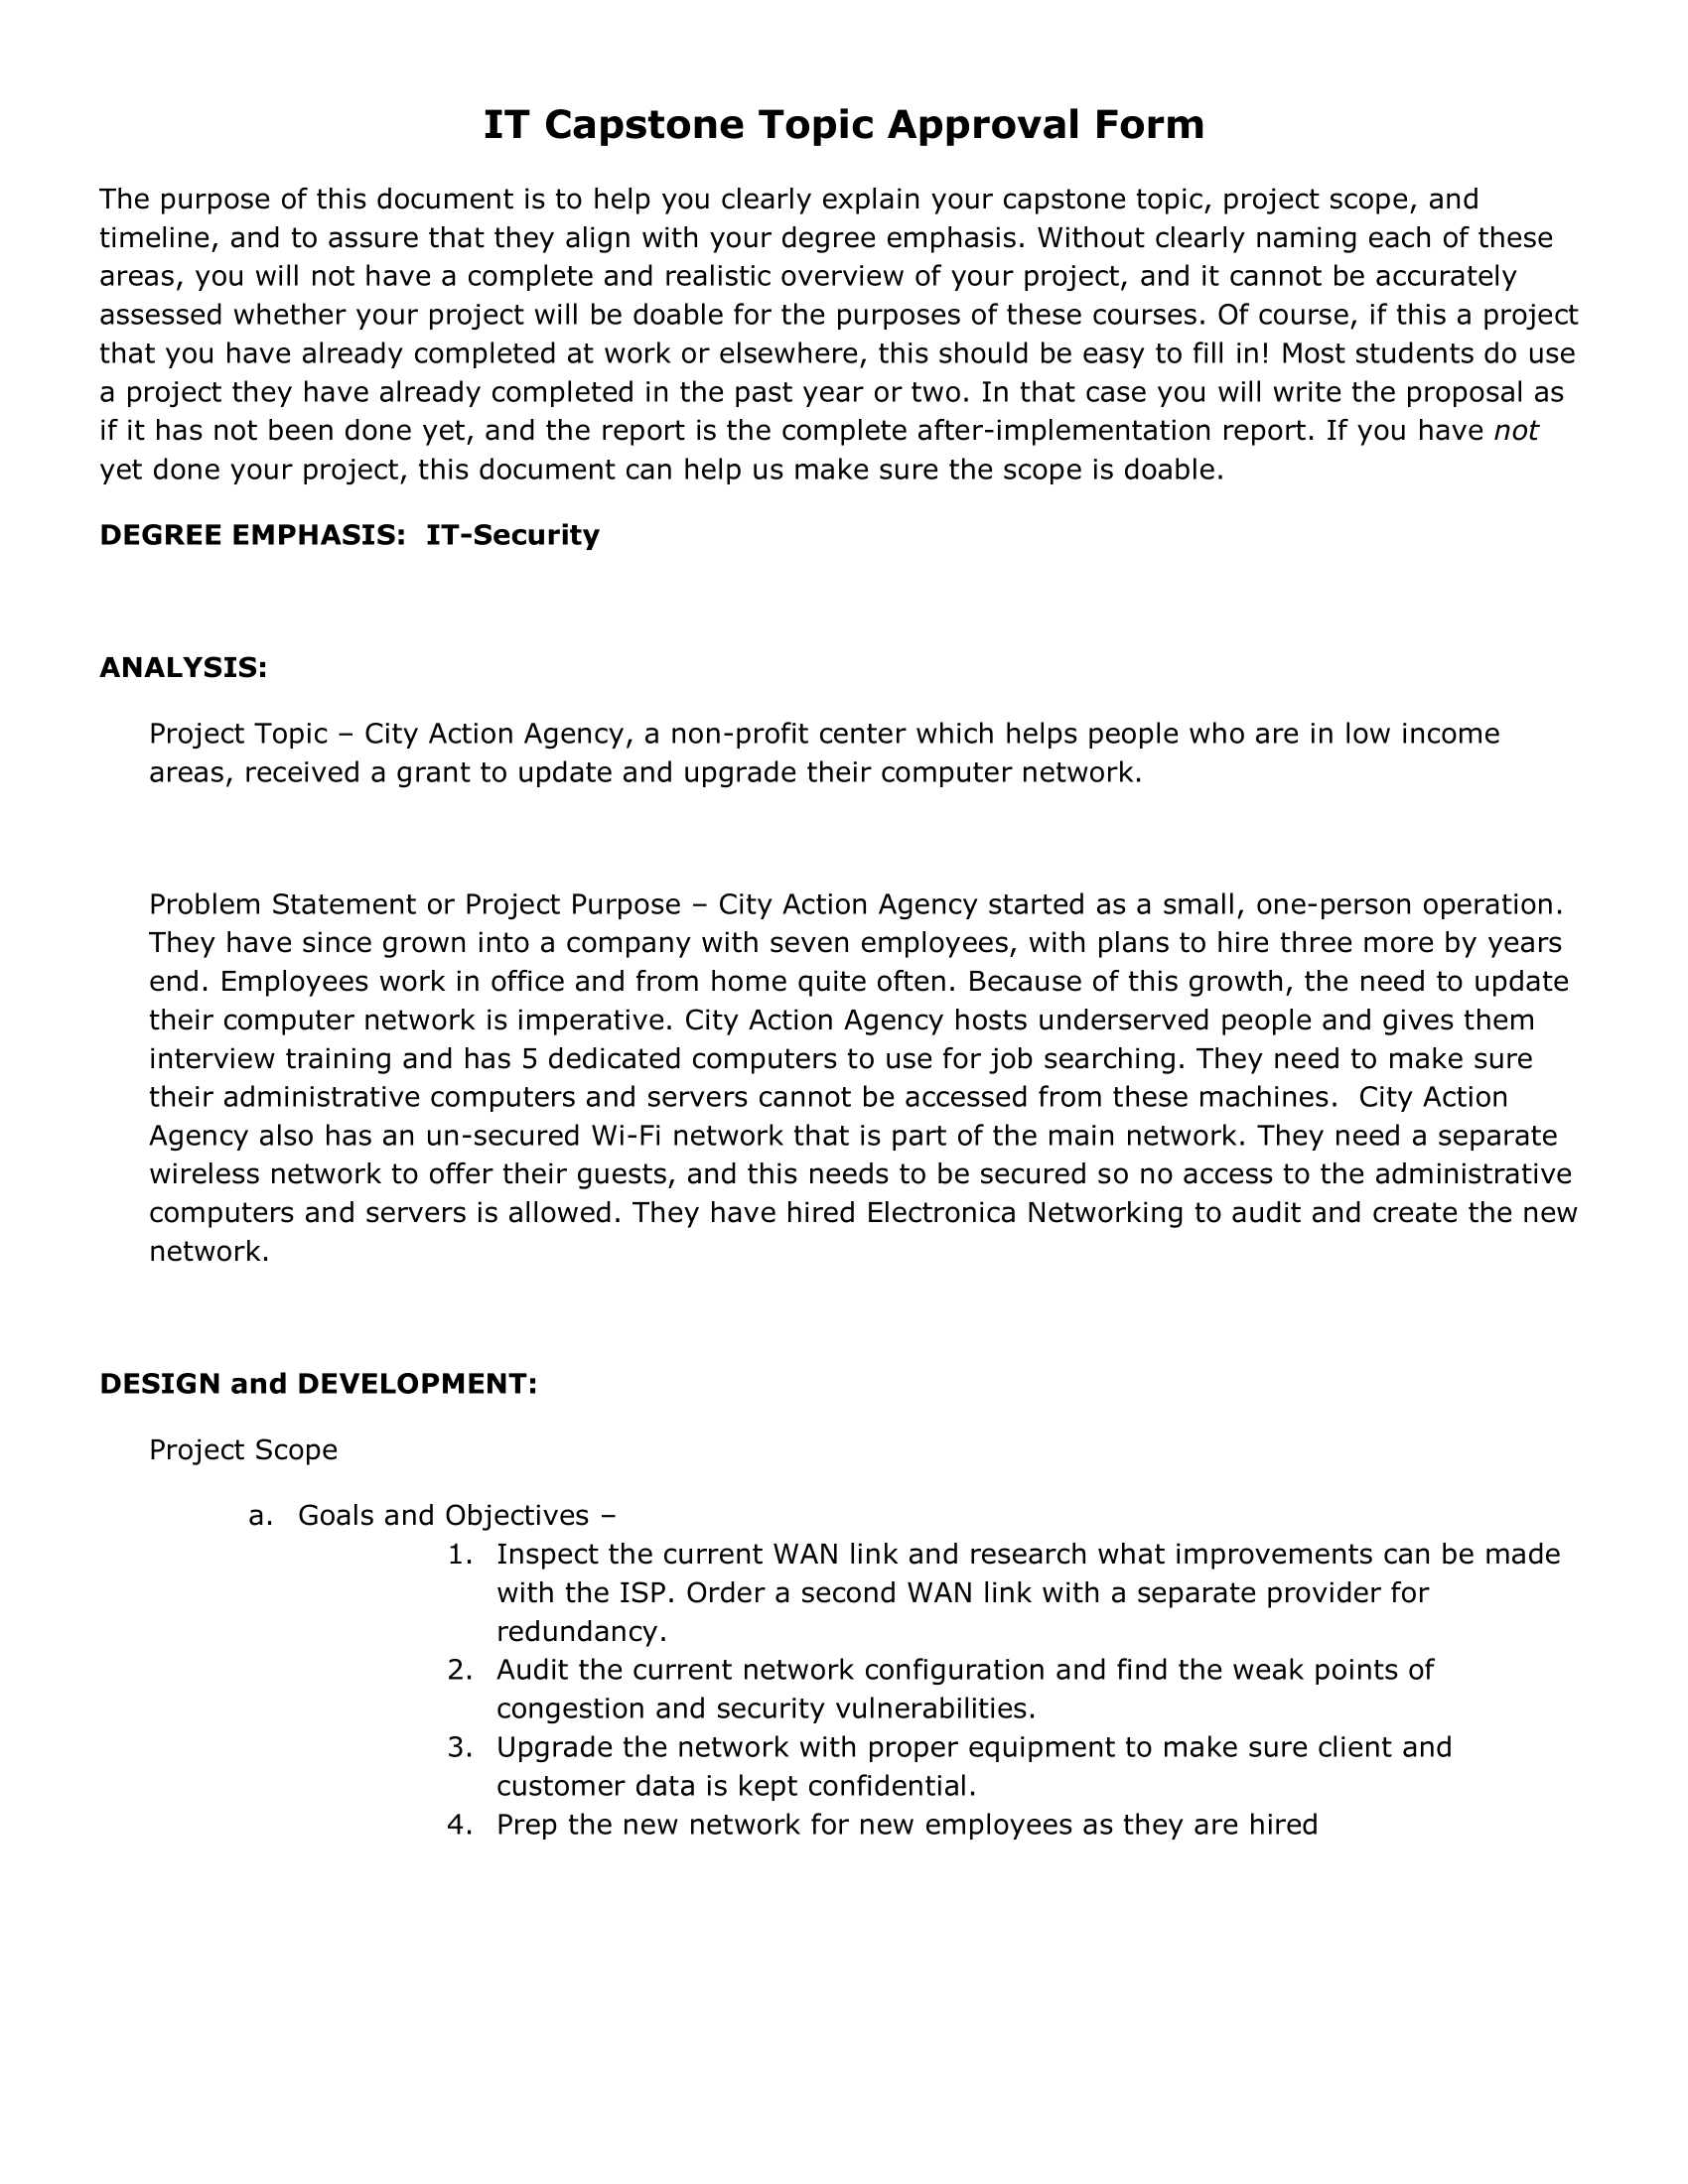 IT Capstone Topic Approval Form
The purpose of this document is to help you clearly explain your capstone topic, project scope, and
timeline, and to assure that they align with your degree emphasis. Without clearly naming each of these
areas, you will not have a complete and realistic overview of your project, and it cannot be accurately
assessed whether your project will be doable for the purposes of these courses. Of course, if this a project
that you have already completed at work or elsewhere, this should be easy to fill in! Most students do use
a project they have already completed in the past year or two. In that case you will write the proposal as
if it has not been done yet, and the report is the complete after-implementation report. If you have not
yet done your project, this document can help us make sure the scope is doable.
DEGREE EMPHASIS:  IT-Security
ANALYSIS:
Project Topic – City Action Agency, a non-profit center which helps people who are in low income
areas, received a grant to update and upgrade their computer network.
Problem Statement or Project Purpose – City Action Agency started as a small, one-person operation.
They have since grown into a company with seven employees, with plans to hire three more by years
end. Employees work in office and from home quite often. Because of this growth, the need to update
their computer network is imperative. City Action Agency hosts underserved people and gives them
interview training and has 5 dedicated computers to use for job searching. They need to make sure
their administrative computers and servers cannot be accessed from these machines.  City Action
Agency also has an un-secured Wi-Fi network that is part of the main network. They need a separate
wireless network to offer their guests, and this needs to be secured so no access to the administrative
computers and servers is allowed. They have hired Electronica Networking to audit and create the new
network.
DESIGN and DEVELOPMENT:
Project Scope
a. Goals and Objectives –
1. Inspect the current WAN link and research what improvements can be made
with the ISP. Order a second WAN link with a separate provider for
redundancy.
2. Audit the current network configuration and find the weak points of
congestion and security vulnerabilities.
3. Upgrade the network with proper equipment to make sure client and
customer data is kept confidential.
4. Prep the new network for new employees as they are hired